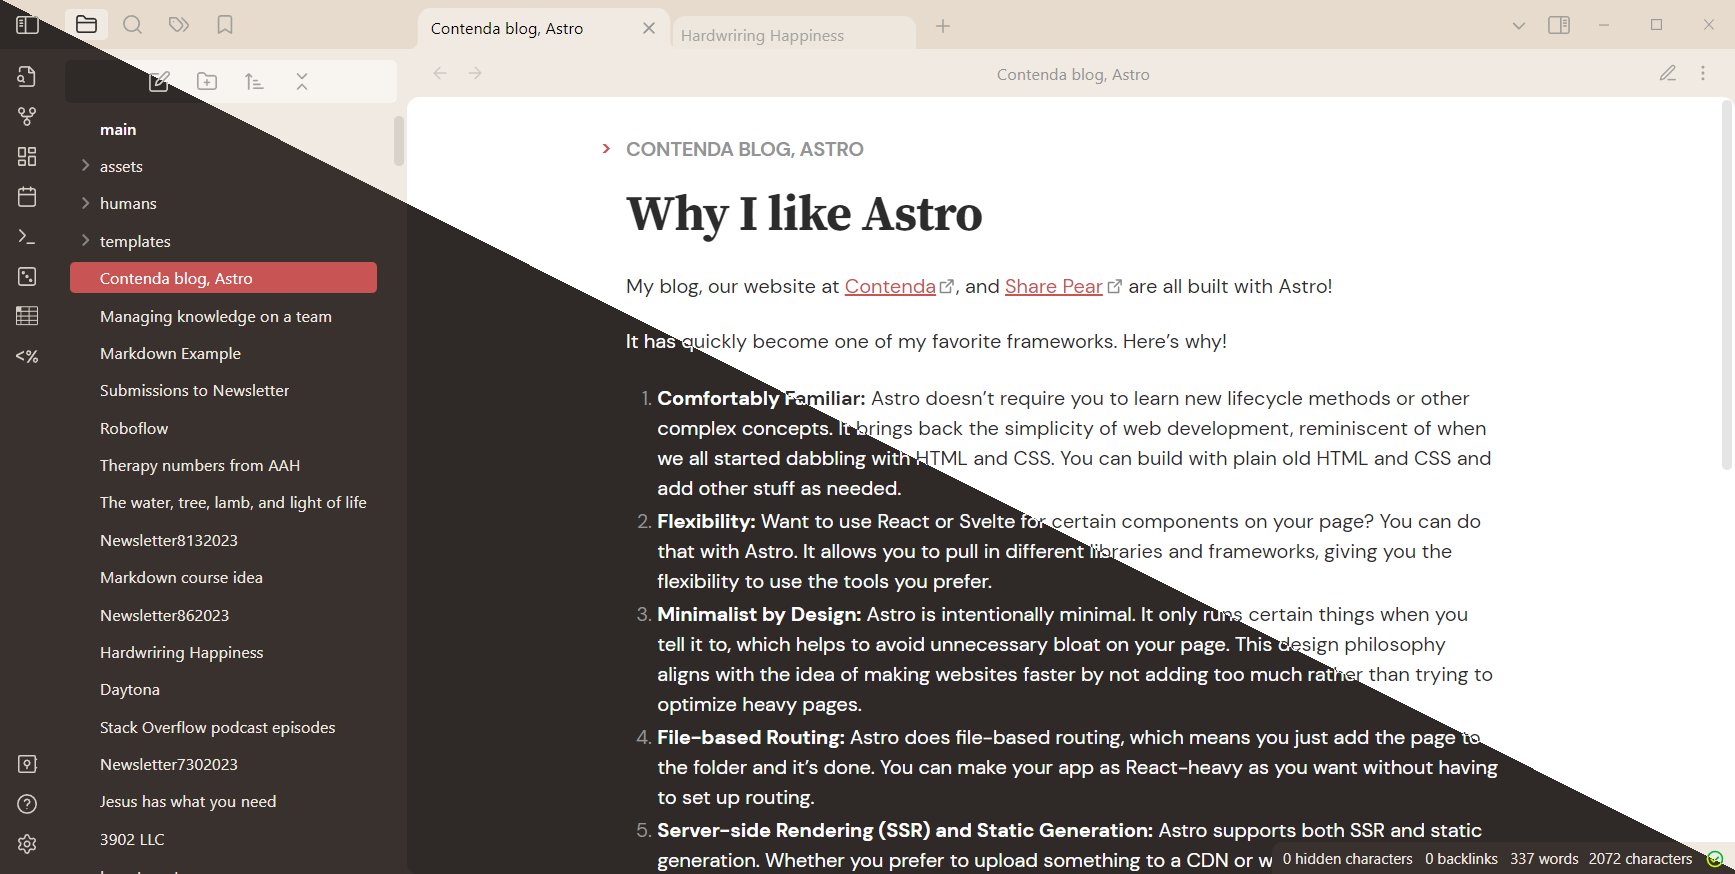 Contenda blog, Astro
Hardwriring Happiness
Contenda blog, Astro
main
assets
humans
templates
Contenda blog, Astro
Managing knowledge on a team
Markdown Example
Submissions to Newsletter
Roboflow
Therapy numbers from AAH
The water, tree, lamb, and light of life
Newsletter8132023
Markdown course idea
Newsletter862023
Hardwriring Happiness
Daytona
Stack Overflow podcast episodes
Newsletter7302023
Jesus has what you need
3902 LLC
CONTENDA BLOG, ASTRO
Why I like Astro
My blog, our website at Contenda, and Share Pear are all built with Astro!
It has quickly become one of my favorite frameworks. Here’s why!
1. Comfortably Familiar: Astro doesn’t require you to learn new lifecycle methods or other
complex concepts. It brings back the simplicity of web development, reminiscent of when
we all started dabbling with HTML and CSS. You can build with plain old HTML and CSS and
add other stuff as needed.
2. Flexibility: Want to use React or Svelte for certain components on your page? You can do
that with Astro. It allows you to pull in different libraries and frameworks, giving you the
flexibility to use the tools you prefer.
3. Minimalist by Design: Astro is intentionally minimal. It only runs certain things when you
tell it to, which helps to avoid unnecessary bloat on your page. This design philosophy
aligns with the idea of making websites faster by not adding too much rather than trying to
optimize heavy pages.
4. File-based Routing: Astro does file-based routing, which means you just add the page to
the folder and it’s done. You can make your app as React-heavy as you want without having
to set up routing.
5. Server-side Rendering (SSR) and Static Generation: Astro supports both SSR and static
generation. Whether you prefer to upload something to a CDN or w
0 hidden characters 0 backlinks 337 words 2072 characters